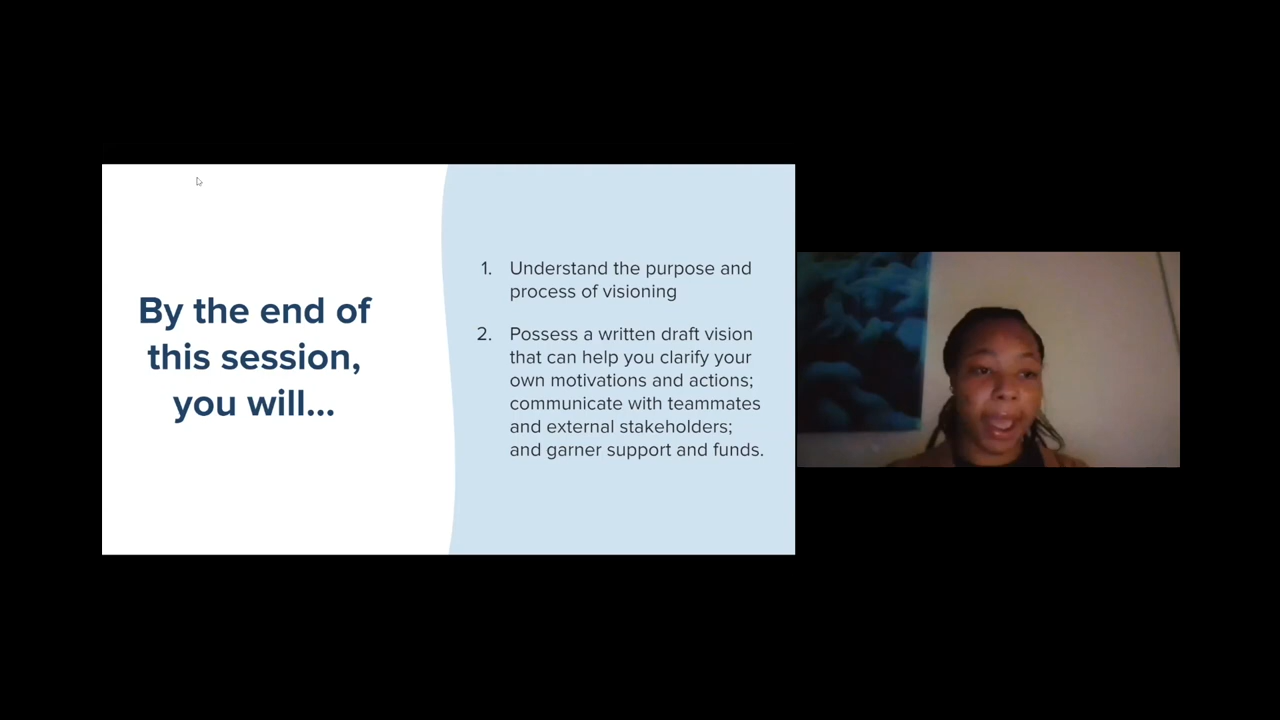 By the end of
this session,
you will...
1. Understand the purpose and
process of visioning
2. Possess a written draft vision
that can help you clarify your
own motivations and actions;
communicate with teammates
and external stakeholders;
and garner support and funds.